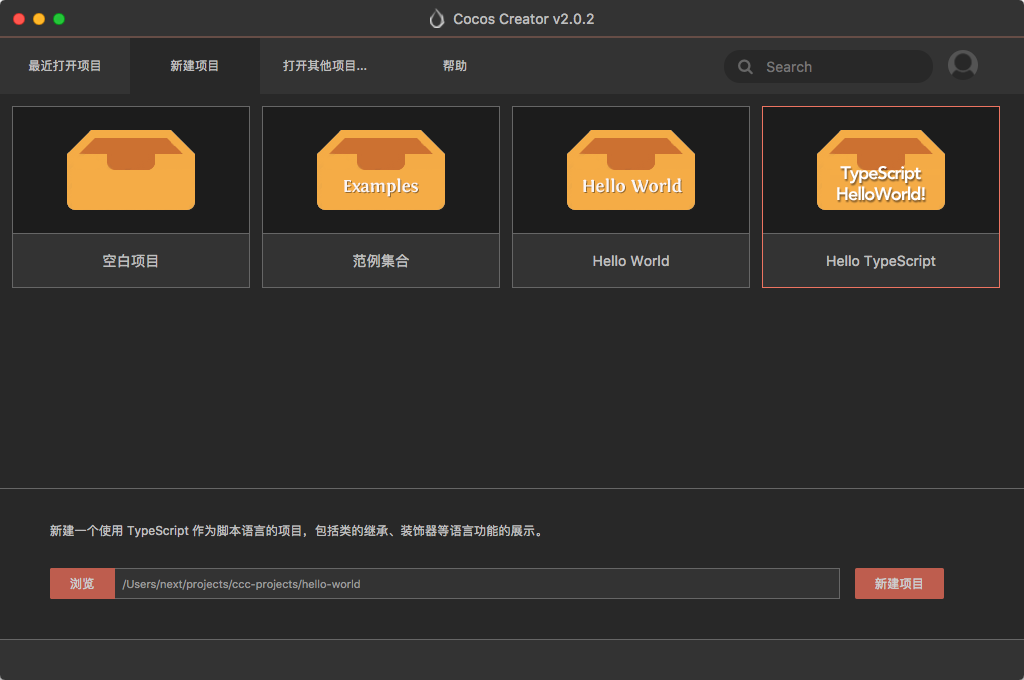 Cocos Creator v2.0.2
最近打开项目 新建项目 打开其他项目... 帮助 Search
Examples
Hello World
TypeScript
HelloWorld!
空白项目 范例集合 Hello World Hello TypeScript
新建一个使用 TypeScript 作为脚本语言的项目，包括类的继承、装饰器等语言功能的展示。
浏览 /Users/next/projects/ccc-projects/hello-world 新建项目